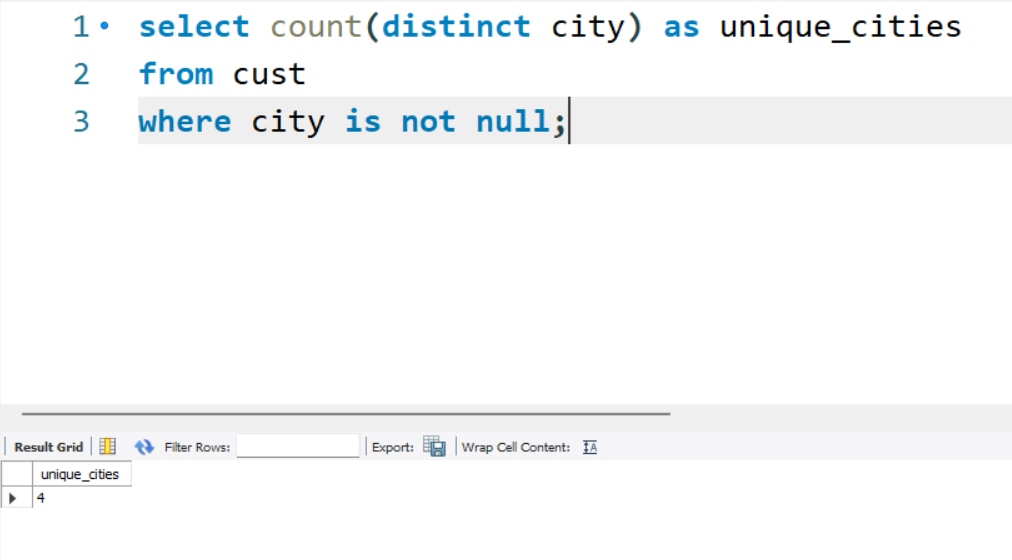 1 select count(distinct city) as unique_cities
2 from cust
3 where city is not null;
Result Grid Filter Rows: Export: Wrap Cell Content: IA
unique_cities
4